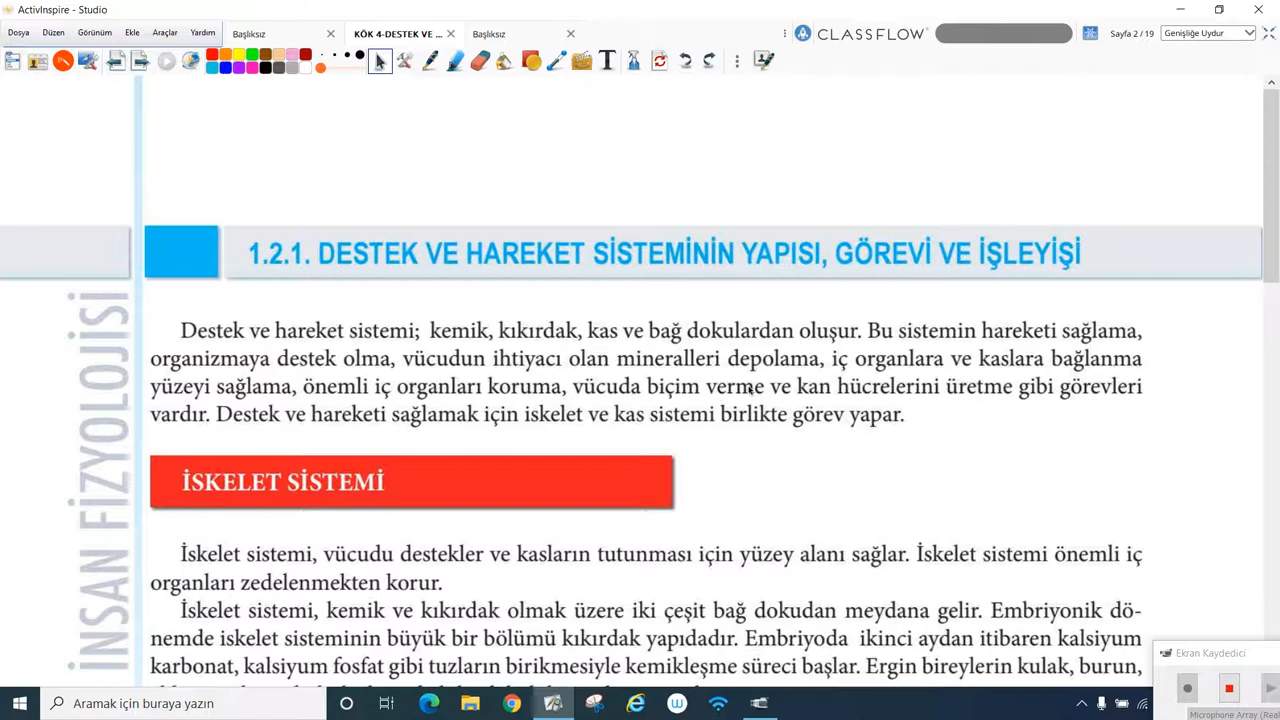 ActivInspire - Studio
Dosya Düzen Görünüm Ekle Araçlar Yardım
Başlıksız
KÖK 4-DESTEK VE ...
Başlıksız
CLASSFLOW
Sayfa 2 / 19
Genişliğe Uydur
1.2.1. DESTEK VE HAREKET SİSTEMİNİN YAPISI, GÖREVİ VE İŞLEYİŞİ
İNSAN FİZYOLOJİSİ
Destek ve hareket sistemi; kemik, kıkırdak, kas ve bağ dokulardan oluşur. Bu sistemin hareketi sağlama,
organizmaya destek olma, vücudun ihtiyacı olan mineralleri depolama, iç organlara ve kaslara bağlanma
yüzeyi sağlama, önemli iç organları koruma, vücuda biçim verme ve kan hücrelerini üretme gibi görevleri
vardır. Destek ve hareketi sağlamak için iskelet ve kas sistemi birlikte görev yapar.
İSKELET SİSTEMİ
İskelet sistemi, vücudu destekler ve kasların tutunması için yüzey alanı sağlar. İskelet sistemi önemli iç
organları zedelenmekten korur.
İskelet sistemi, kemik ve kıkırdak olmak üzere iki çeşit bağ dokudan meydana gelir. Embriyonik dö-
nemde iskelet sisteminin büyük bir bölümü kıkırdak yapıdadır. Embriyoda ikinci aydan itibaren kalsiyum
karbonat, kalsiyum fosfat gibi tuzların birikmesiyle kemikleşme süreci başlar. Ergin bireylerin kulak, burun,
Ekran Kaydedici
Microphone Array (Real
Aramak için buraya yazın